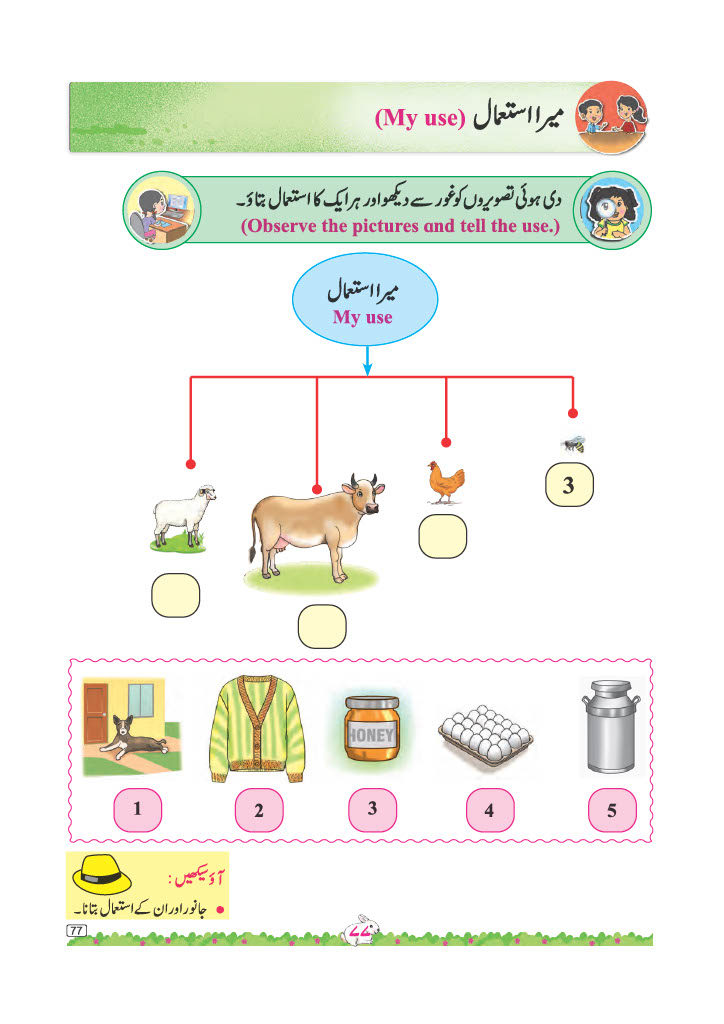 میرا استعمال (My use)
دی ہوئی تصویروں کو غور سے دیکھو اور ہر ایک کا استعمال بتاؤ۔
(Observe the pictures and tell the use.)
میرا استعمال
My use
3
HONEY
1
2
3
4
5
آؤ سیکھیں :
● جانور اور ان کے استعمال بتانا۔
77
۷۷